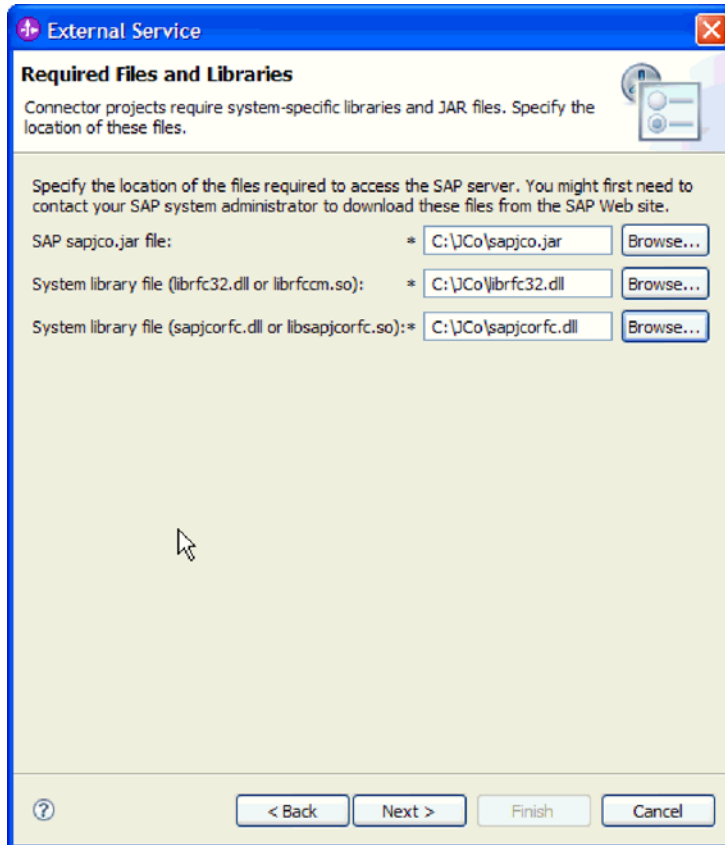 External Service
Required Files and Libraries
Connector projects require system-specific libraries and JAR files. Specify the
location of these files.
Specify the location of the files required to access the SAP server. You might first need to
contact your SAP system administrator to download these files from the SAP Web site.
SAP sapjco.jar file: * C:\JCo\sapjco.jar Browse...
System library file (librfc32.dll or librfccm.so): * C:\JCo\librfc32.dll Browse...
System library file (sapjcorfc.dll or libsapjcorfc.so):* C:\JCo\sapjcorfc.dll Browse...
? < Back Next > Finish Cancel